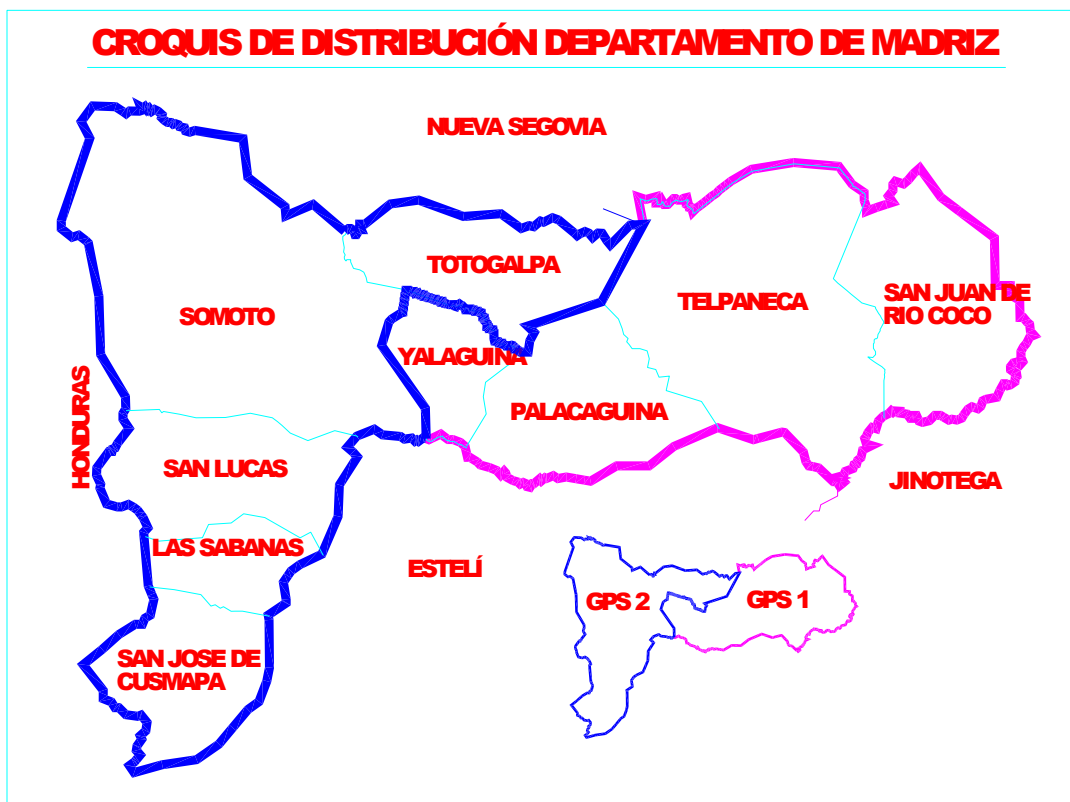 CROQUIS DE DISTRIBUCIÓN DEPARTAMENTO DE MADRIZ
NUEVA SEGOVIA
TOTOGALPA
TELPANECA
SAN JUAN DE
RIO COCO
SOMOTO
YALAGUINA
PALACAGUINA
HONDURAS
SAN LUCAS
JINOTEGA
LAS SABANAS
ESTELÍ
GPS 2
GPS 1
SAN JOSE DE
CUSMAPA